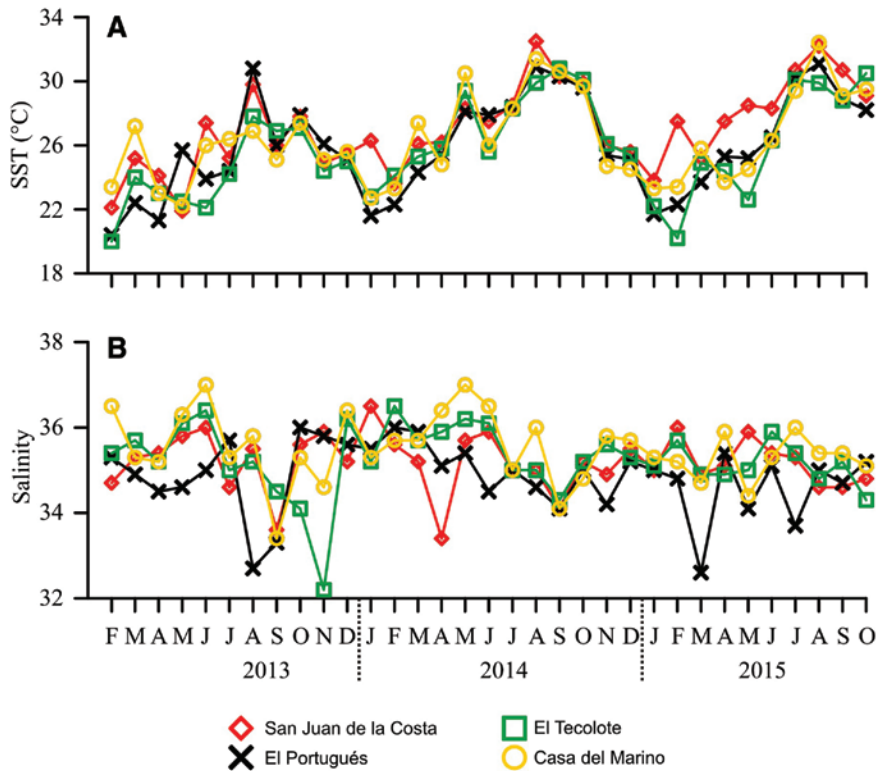 A
34
30
26
22
18
SST (°C)
B
38
36
34
32
Salinity
F M A M J J A S O N D J F M A M J J A S O N D J F M A M J J A S O
2013 2014 2015
San Juan de la Costa El Tecolote
El Portugués Casa del Marino